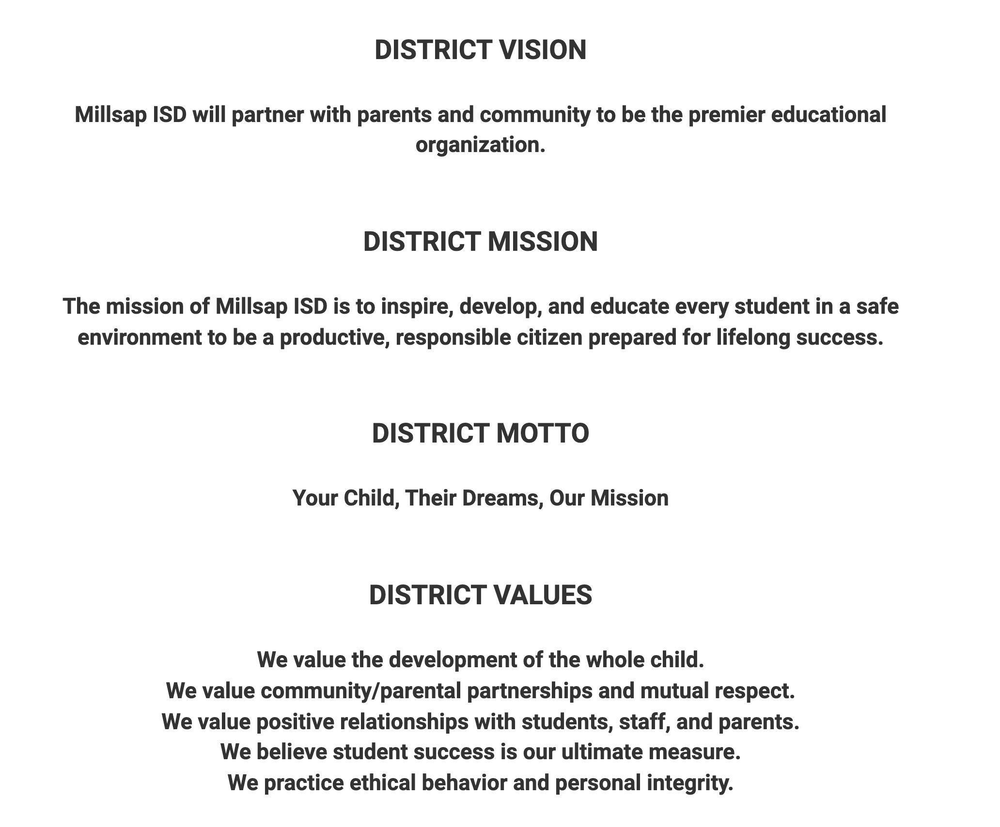 DISTRICT VISION
Millsap ISD will partner with parents and community to be the premier educational
organization.
DISTRICT MISSION
The mission of Millsap ISD is to inspire, develop, and educate every student in a safe
environment to be a productive, responsible citizen prepared for lifelong success.
DISTRICT MOTTO
Your Child, Their Dreams, Our Mission
DISTRICT VALUES
We value the development of the whole child.
We value community/parental partnerships and mutual respect.
We value positive relationships with students, staff, and parents.
We believe student success is our ultimate measure.
We practice ethical behavior and personal integrity.